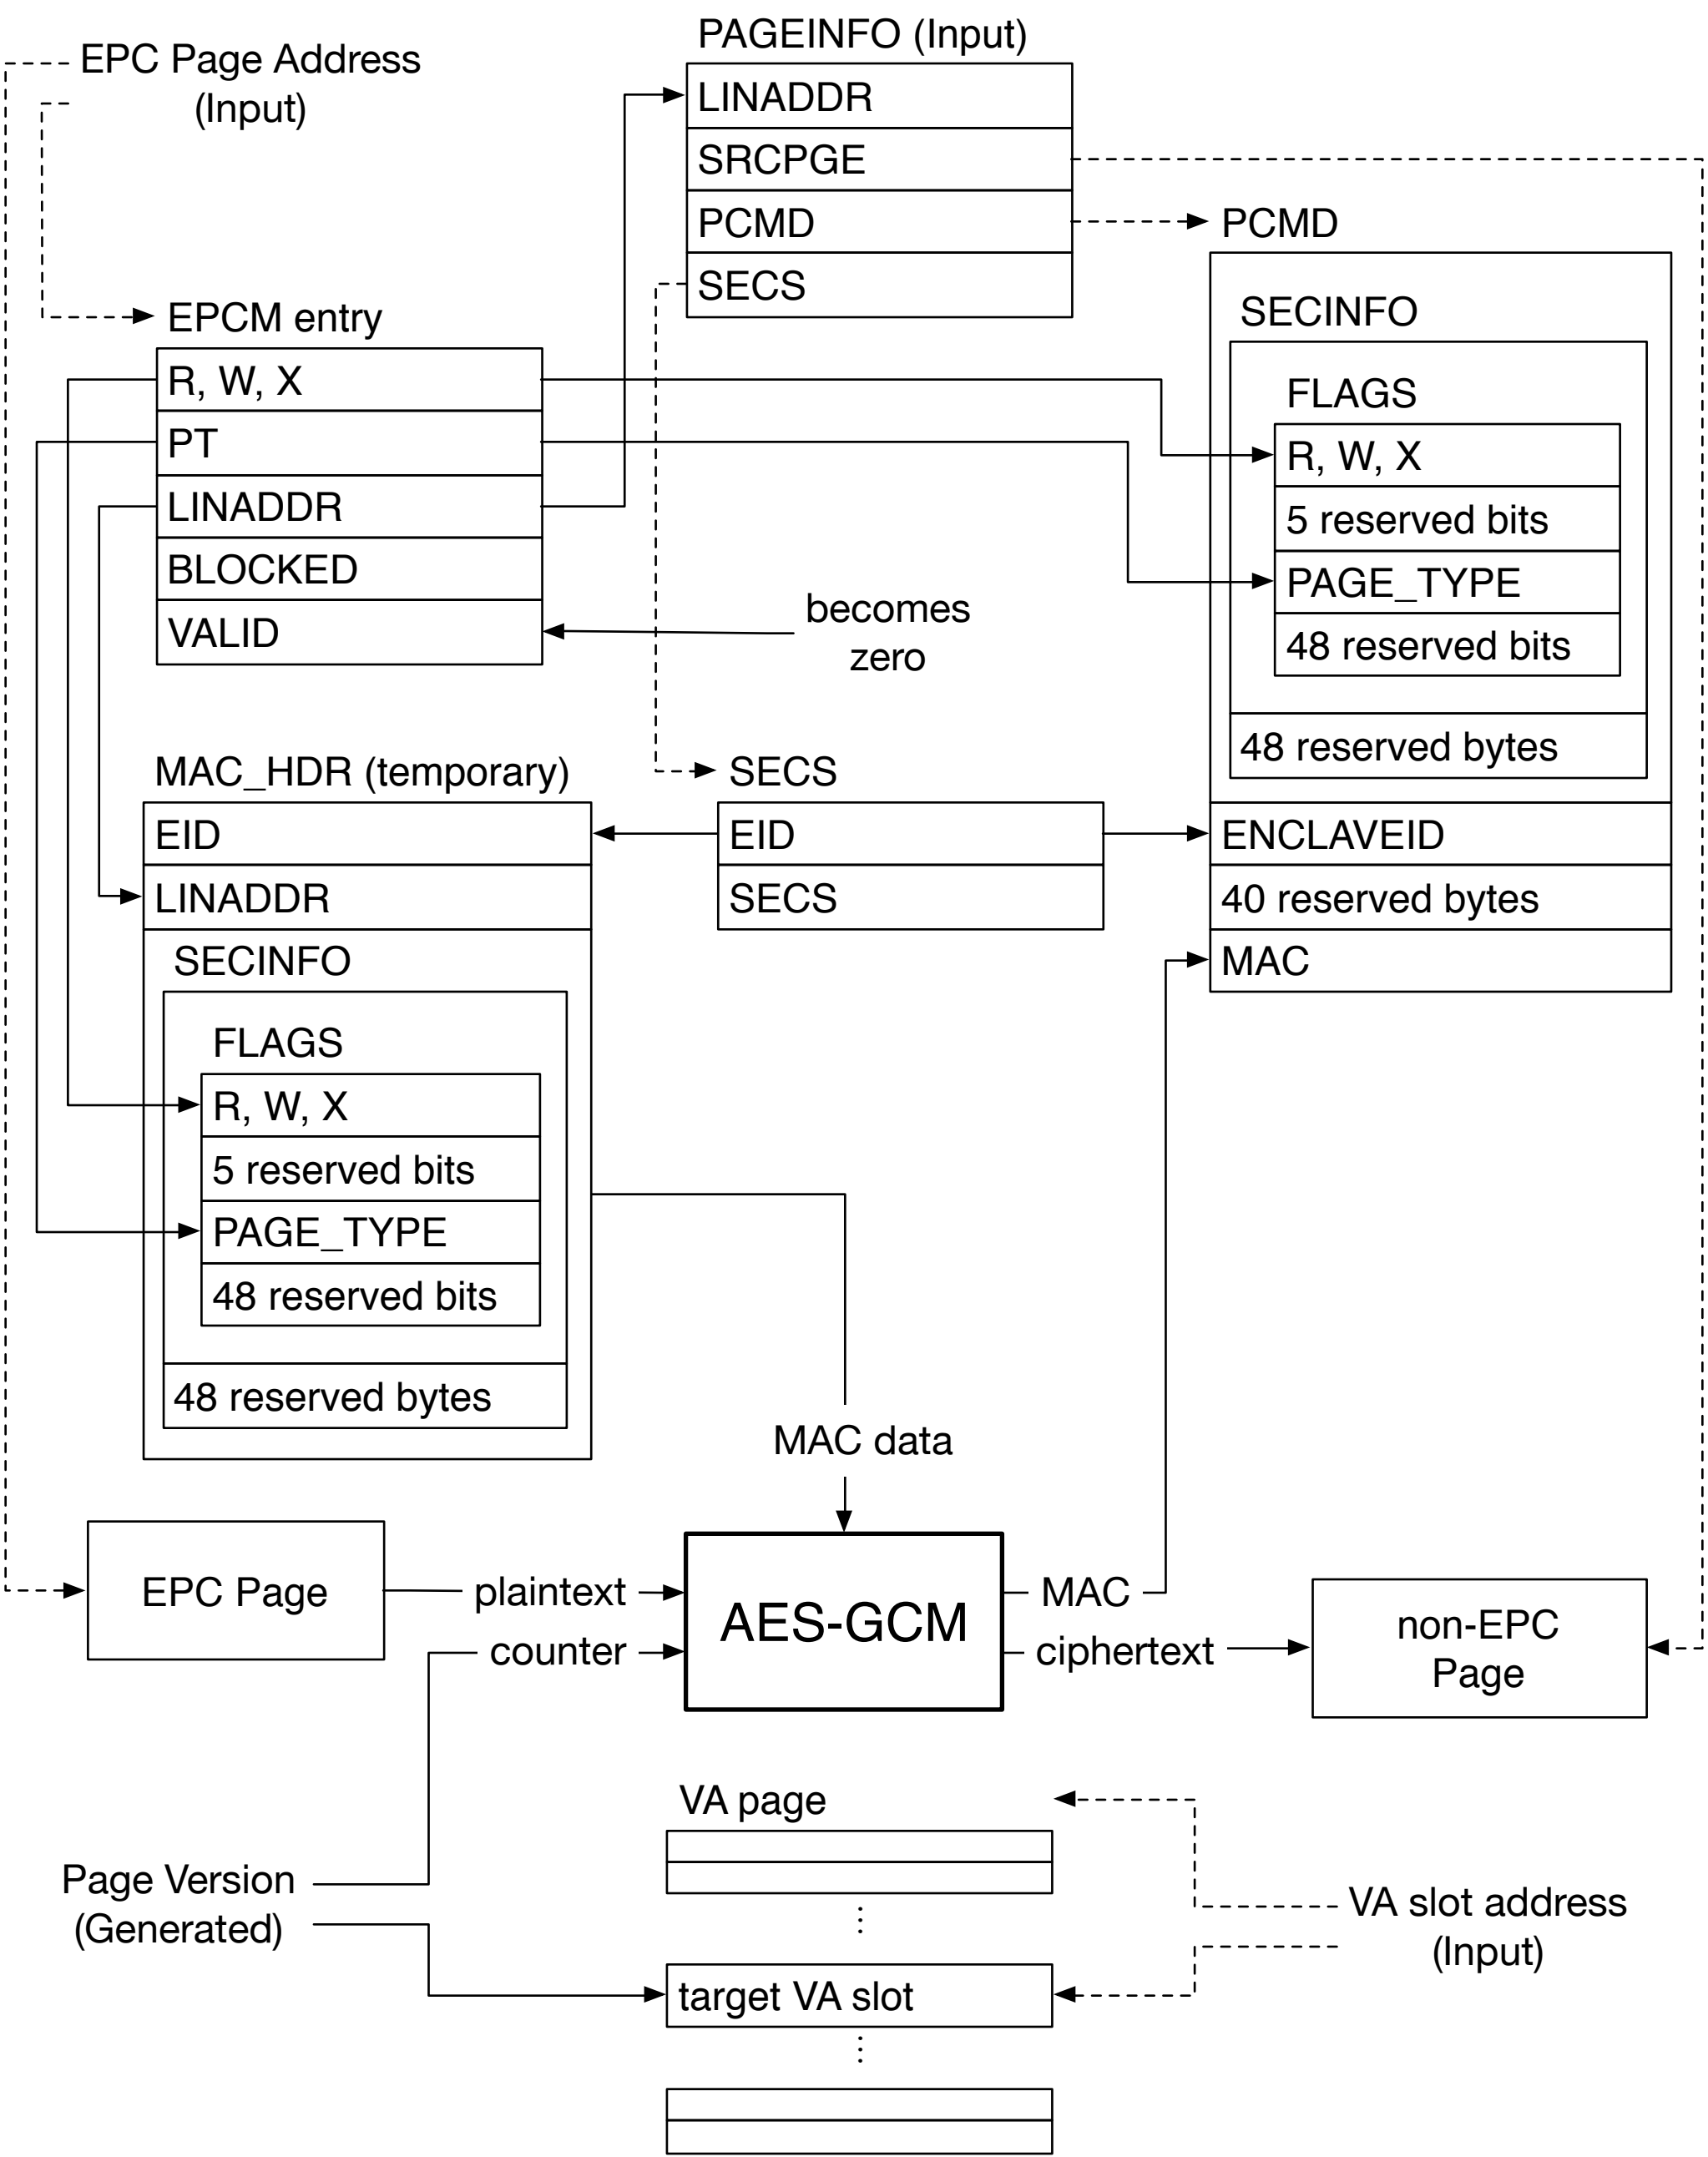 PAGEINFO (Input)
LINADDR
SRCPGE
PCMD
SECS
EPC Page Address
(Input)
EPCM entry
R, W, X
PT
LINADDR
BLOCKED
VALID
becomes
zero
PCMD
SECINFO
FLAGS
R, W, X
5 reserved bits
PAGE_TYPE
48 reserved bits
48 reserved bytes
ENCLAVEID
40 reserved bytes
MAC
MAC_HDR (temporary)
EID
LINADDR
SECINFO
FLAGS
R, W, X
5 reserved bits
PAGE_TYPE
48 reserved bits
48 reserved bytes
SECS
EID
SECS
MAC data
EPC Page
plaintext
counter
AES-GCM
MAC
ciphertext
non-EPC
Page
Page Version
(Generated)
VA page
target VA slot
VA slot address
(Input)